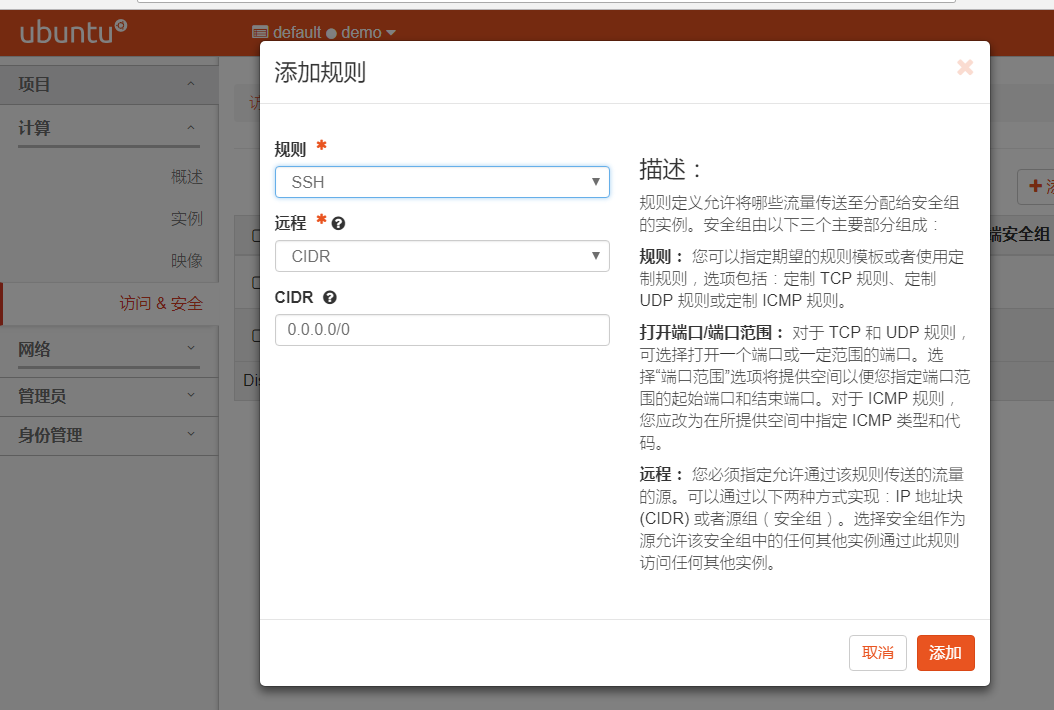 ubuntu
default demo
添加规则
项目
计算
概述
实例
映像
访问 & 安全
网络
管理员
身份管理
规则 *
SSH
远程 *
CIDR
CIDR
0.0.0.0/0
描述：
规则定义允许将哪些流量传送至分配给安全组
的实例。安全组由以下三个主要部分组成：
规则： 您可以指定期望的规则模板或者使用定
制规则，选项包括：定制 TCP 规则、定制
UDP 规则或定制 ICMP 规则。
打开端口/端口范围： 对于 TCP 和 UDP 规则，
可选择打开一个端口或一定范围的端口。选
择“端口范围”选项将提供空间以便您指定端口范
围的起始端口和结束端口。对于 ICMP 规则，
您应改为在所提供空间中指定 ICMP 类型和代
码。
远程： 您必须指定允许通过该规则传送的流量
的源。可以通过以下两种方式实现：IP 地址块
(CIDR) 或者源组（安全组）。选择安全组作为
源允许该安全组中的任何其他实例通过此规则
访问任何其他实例。
端安全组
取消
添加